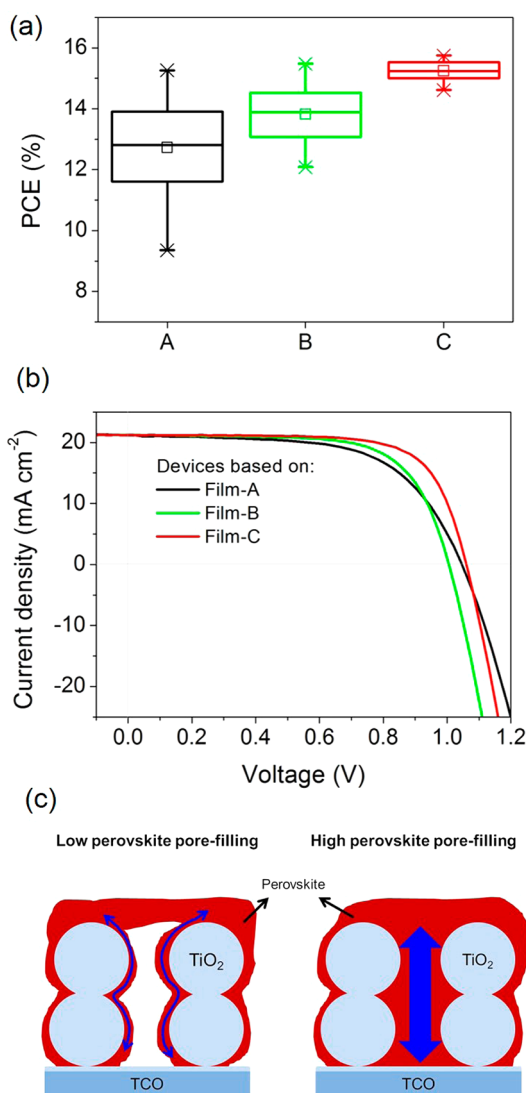 (a)
PCE (%)
16
14
12
10
8
A B C
(b)
Current density (mA cm⁻²)
20
10
0
-10
-20
Devices based on:
Film-A
Film-B
Film-C
0.0 0.2 0.4 0.6 0.8 1.0 1.2
Voltage (V)
(c)
Low perovskite pore-filling High perovskite pore-filling
Perovskite
TiO₂ TiO₂
TCO TCO